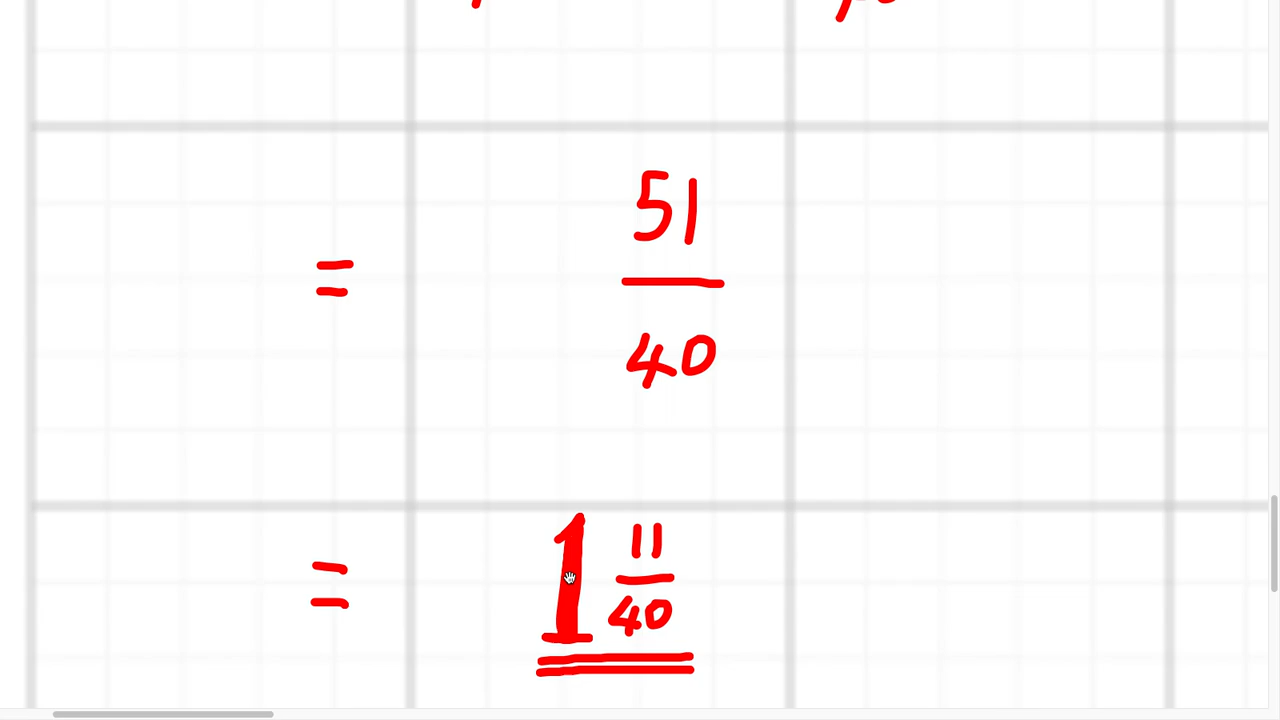 = 51/40
= 1 11/40